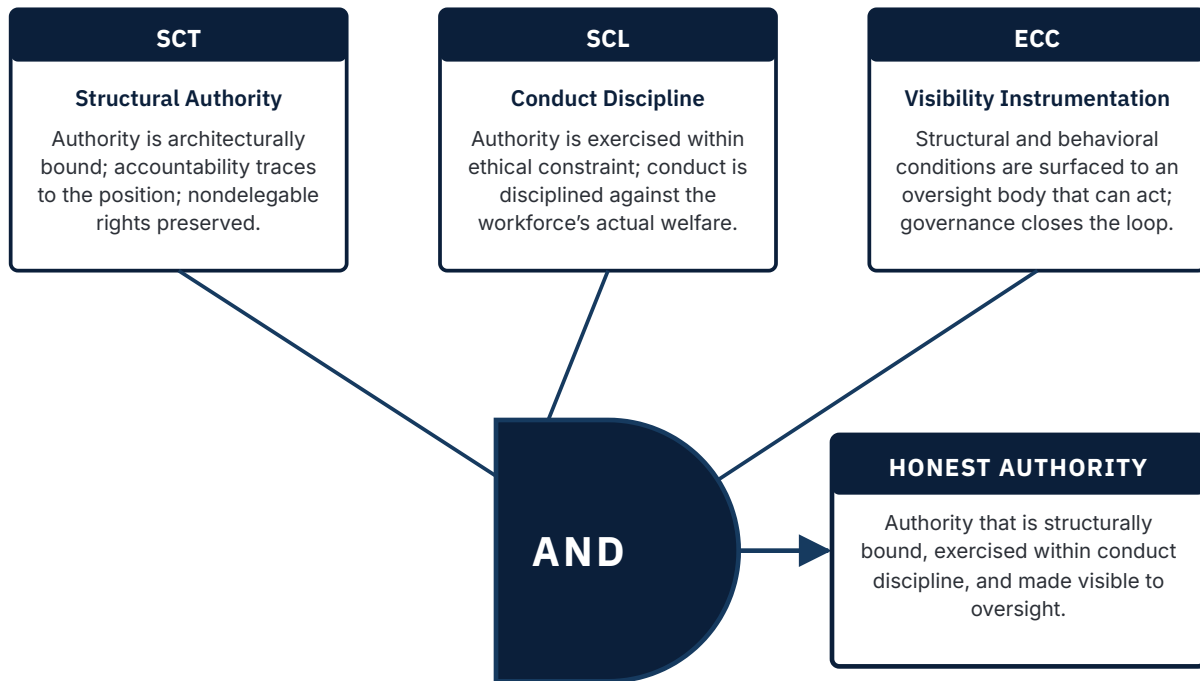 SCT
Structural Authority
Authority is architecturally
bound; accountability traces
to the position; nondelegable
rights preserved.
SCL
Conduct Discipline
Authority is exercised within
ethical constraint; conduct is
disciplined against the
workforce’s actual welfare.
ECC
Visibility Instrumentation
Structural and behavioral
conditions are surfaced to an
oversight body that can act;
governance closes the loop.
AND
HONEST AUTHORITY
Authority that is structurally
bound, exercised within conduct
discipline, and made visible to
oversight.